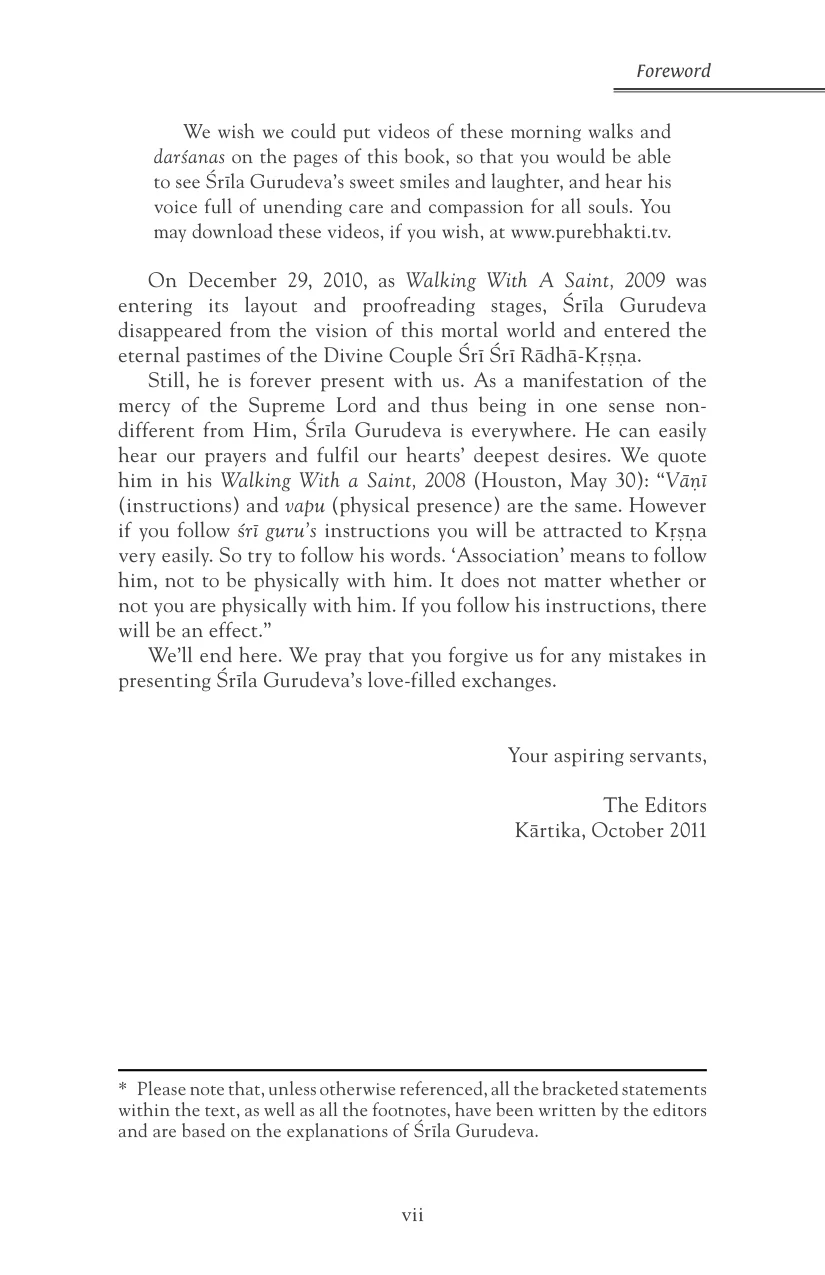 Foreword
We wish we could put videos of these morning walks and
darśanas on the pages of this book, so that you would be able
to see Śrīla Gurudeva’s sweet smiles and laughter, and hear his
voice full of unending care and compassion for all souls. You
may download these videos, if you wish, at www.purebhakti.tv.
On December 29, 2010, as Walking With A Saint, 2009 was
entering its layout and proofreading stages, Śrīla Gurudeva
disappeared from the vision of this mortal world and entered the
eternal pastimes of the Divine Couple Śrī Śrī Rādhā-Kṛṣṇa.
Still, he is forever present with us. As a manifestation of the
mercy of the Supreme Lord and thus being in one sense non-
different from Him, Śrīla Gurudeva is everywhere. He can easily
hear our prayers and fulfil our hearts’ deepest desires. We quote
him in his Walking With a Saint, 2008 (Houston, May 30): “Vāṇī
(instructions) and vapu (physical presence) are the same. However
if you follow śrī guru’s instructions you will be attracted to Kṛṣṇa
very easily. So try to follow his words. ‘Association’ means to follow
him, not to be physically with him. It does not matter whether or
not you are physically with him. If you follow his instructions, there
will be an effect.”
We’ll end here. We pray that you forgive us for any mistakes in
presenting Śrīla Gurudeva’s love-filled exchanges.
Your aspiring servants,
The Editors
Kārtika, October 2011
* Please note that, unless otherwise referenced, all the bracketed statements
within the text, as well as all the footnotes, have been written by the editors
and are based on the explanations of Śrīla Gurudeva.
vii